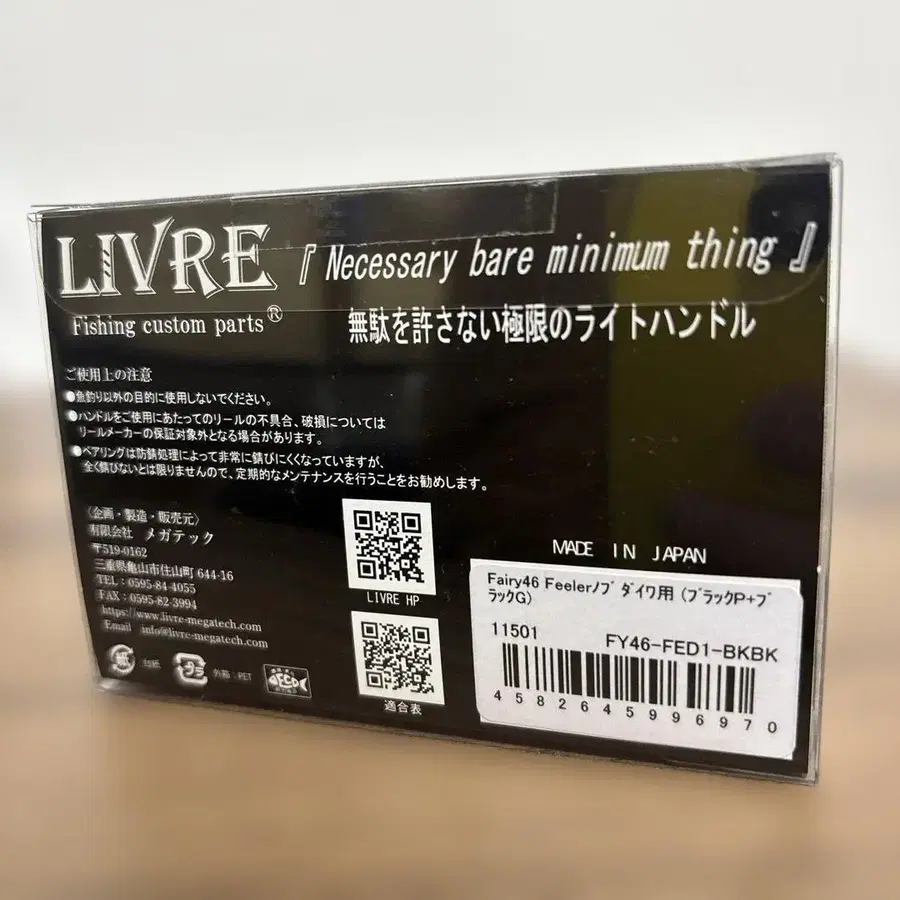 LIVRE
Fishing custom parts®
『 Necessary bare minimum thing 』
無駄を許さない極限のライトハンドル
ご使用上の注意
●魚釣り以外の目的に使用しないでください。
●ハンドルをご使用にあたってのリールの不具合、破損については
リールメーカーの保証対象外となる場合があります。
●ベアリングは防錆処理によって非常に錆びにくくなっていますが、
全く錆びないとは限りませんので、定期的なメンテナンスを行うことをお勧めします。
〈企画・製造・販売元〉
有限会社 メガテック
〒519-0162
三重県亀山市住山町 644-16
TEL : 0595-84-4055
FAX : 0595-82-3994
https://www.livre-megatech.com
Email info@livre-megatech.com
紙
台紙
プラ
外箱:PET
LIVRE HP
適合表
MADE IN JAPAN
Fairy46 Feelerﾉﾌﾞ ﾀﾞｲﾜ用 (ﾌﾞﾗｯｸP+ﾌﾞ
ﾗｯｸG)
11501
FY46-FED1-BKBK
4582645996970